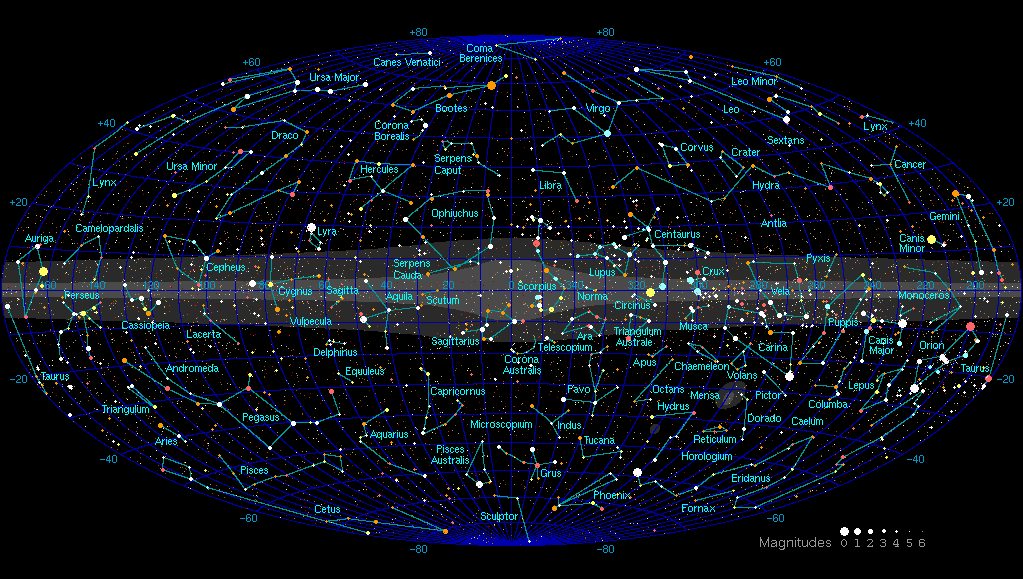 +80 +80
Coma
Berenices
Canes Venatici
+60 +60
Ursa Major
Leo Minor
Bootes
Virgo
Leo
+40
Corona
Borealis
+40
Lynx
Draco
Sextans
Corvus
Crater
Serpens
Caput
Ursa Minor
Hercules
Cancer
Lynx
Libra
Hydra
+20 +20
Ophiuchus
Gemini
Antlia
Camelopardalis
Lyra
Auriga
Centaurus
Canis
Minor
Pyxis
Serpens
Cauda
Cepheus
Lupus
Crux
Scorpius
Perseus
Cygnus
Sagitta
Aquila
Scutum
Norma
Circinus
Vela
Monoceros
Cassiopeia
Vulpecula
Musca
Puppis
Lacerta
Sagittarius
Ara
Triangulum
Australe
Telescopium
Carina
Canis
Major
Orion
Delphinus
Corona
Australis
Apus
Chamaeleon
Andromeda
Equuleus
Volans
Taurus
Taurus
−20 −20
Capricornus
Pavo
Octans
Mensa
Pictor
Lepus
Triangulum
Hydrus
Columba
Pegasus
Microscopium
Indus
Dorado
Caelum
Aries
Aquarius
Tucana
Reticulum
Pisces
Australis
Horologium
−40 −40
Pisces
Grus
Eridanus
Phoenix
Cetus
Fornax
Sculptor
−60 −60
−80 −80
Magnitudes
0 1 2 3 4 5 6